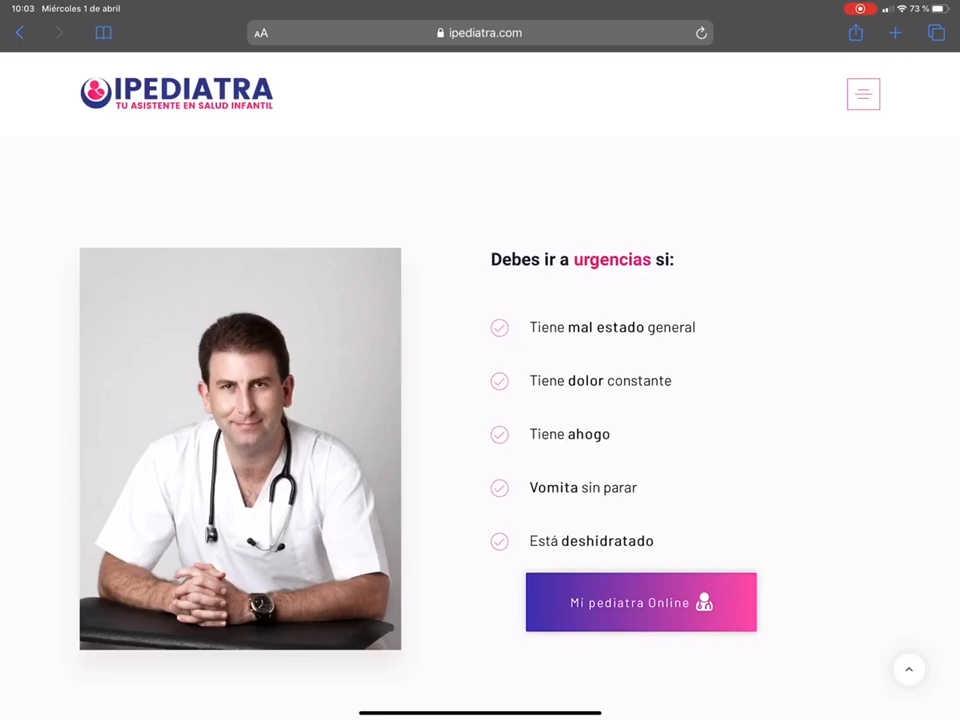 10:03 Miércoles 1 de abril
73 %
AA
ipediatra.com
IPEDIATRA
TU ASISTENTE EN SALUD INFANTIL
Debes ir a urgencias si:
Tiene mal estado general
Tiene dolor constante
Tiene ahogo
Vomita sin parar
Está deshidratado
Mi pediatra Online